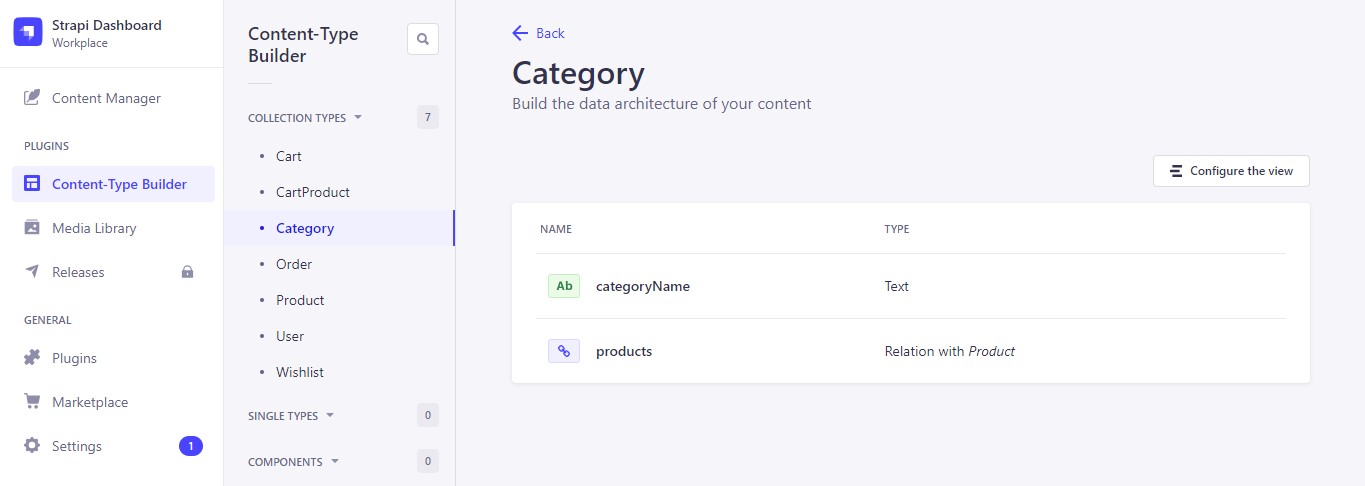 Strapi Dashboard
Workplace
Content Manager
PLUGINS
Content-Type Builder
Media Library
Releases
GENERAL
Plugins
Marketplace
Settings
1
Content-Type
Builder
COLLECTION TYPES
7
Cart
CartProduct
Category
Order
Product
User
Wishlist
SINGLE TYPES
0
COMPONENTS
0
Back
Category
Build the data architecture of your content
Configure the view
NAME TYPE
Ab categoryName Text
products Relation with Product